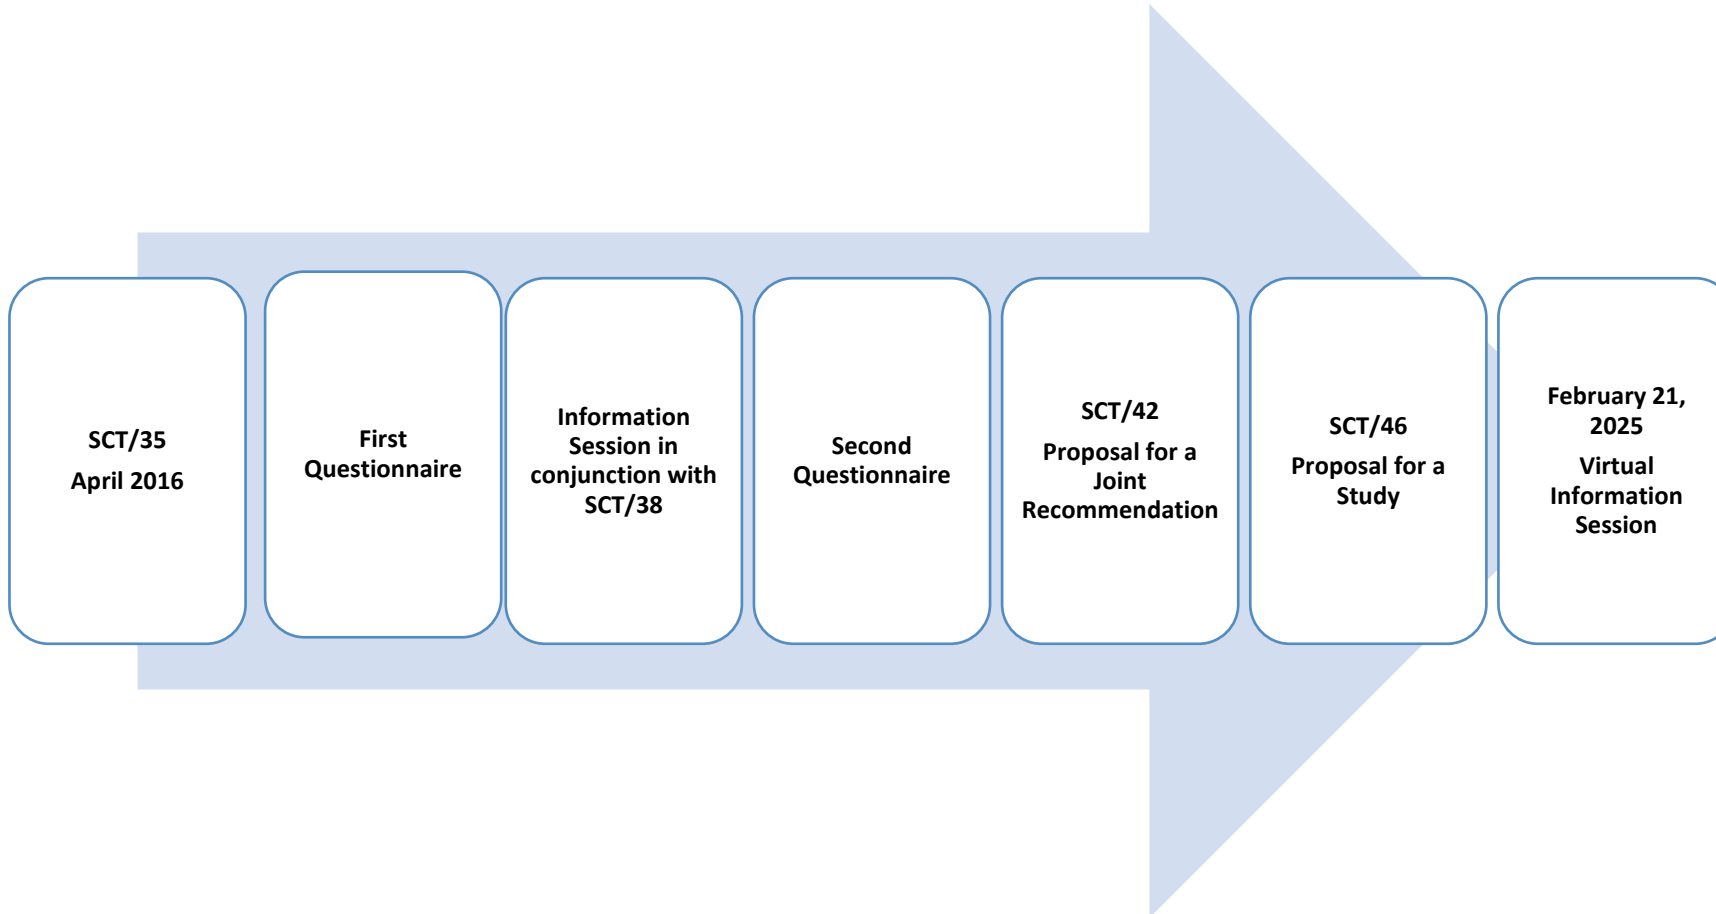 SCT/35
April 2016
First
Questionnaire
Information
Session in
conjunction with
SCT/38
Second
Questionnaire
SCT/42
Proposal for a
Joint
Recommendation
SCT/46
Proposal for a
Study
February 21,
2025
Virtual
Information
Session